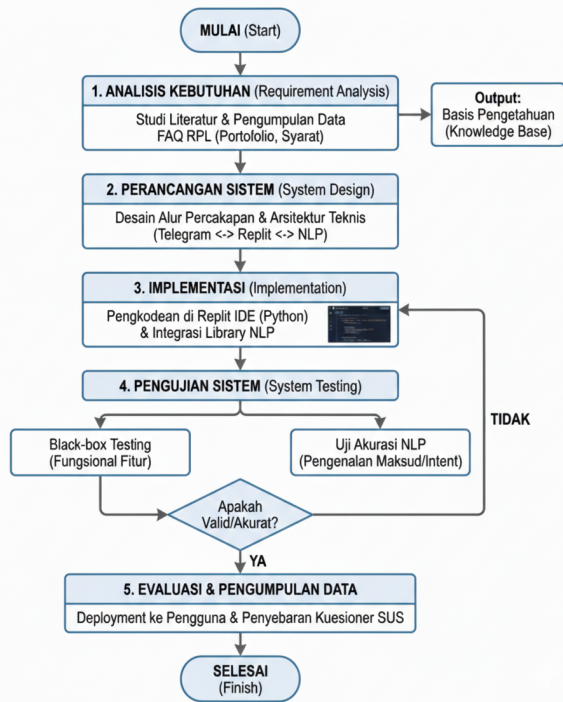 MULAI (Start)
1. ANALISIS KEBUTUHAN (Requirement Analysis)
Studi Literatur & Pengumpulan Data
FAQ RPL (Portofolio, Syarat)
Output:
Basis Pengetahuan
(Knowledge Base)
2. PERANCANGAN SISTEM (System Design)
Desain Alur Percakapan & Arsitektur Teknis
(Telegram <-> Replit <-> NLP)
3. IMPLEMENTASI (Implementation)
Pengkodean di Replit IDE (Python)
& Integrasi Library NLP
4. PENGUJIAN SISTEM (System Testing)
TIDAK
Black-box Testing
(Fungsional Fitur)
Uji Akurasi NLP
(Pengenalan Maksud/Intent)
Apakah
Valid/Akurat?
YA
5. EVALUASI & PENGUMPULAN DATA
Deployment ke Pengguna & Penyebaran Kuesioner SUS
SELESAI
(Finish)